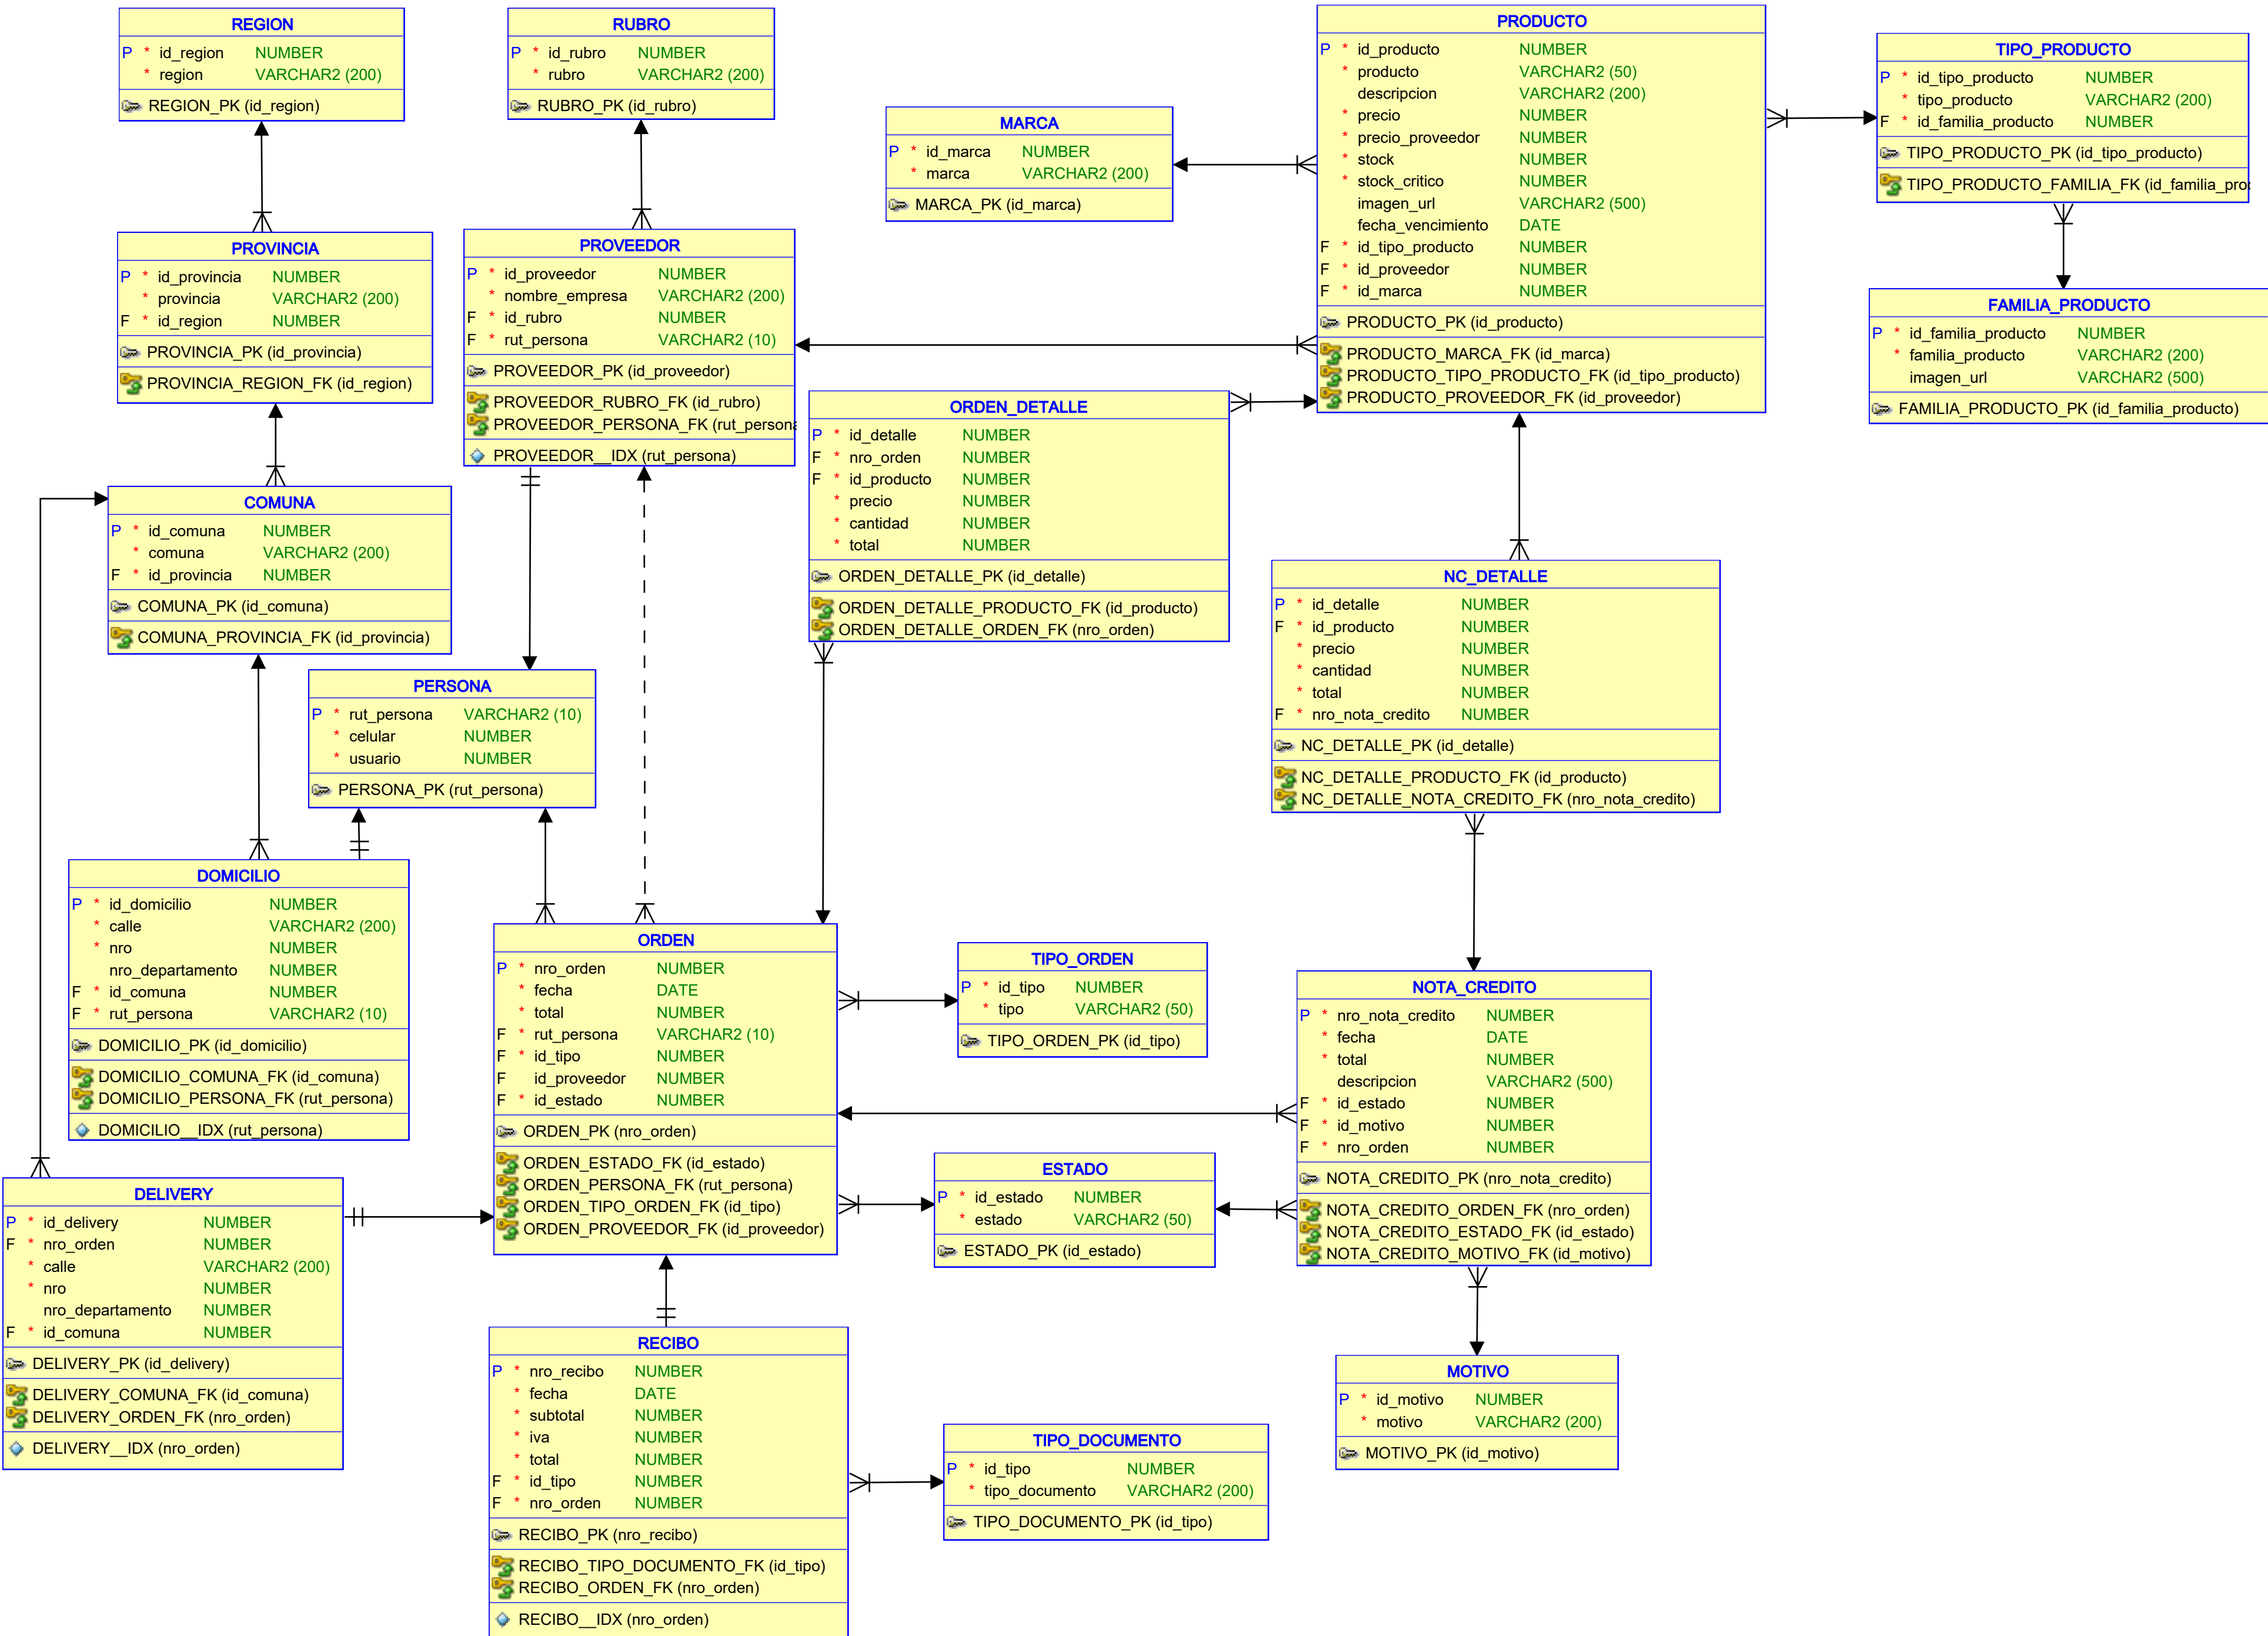 REGION
P * id_region NUMBER
* region VARCHAR2 (200)
REGION_PK (id_region)
RUBRO
P * id_rubro NUMBER
* rubro VARCHAR2 (200)
RUBRO_PK (id_rubro)
MARCA
P * id_marca NUMBER
* marca VARCHAR2 (200)
MARCA_PK (id_marca)
PRODUCTO
P * id_producto NUMBER
* producto VARCHAR2 (50)
descripcion VARCHAR2 (200)
* precio NUMBER
* precio_proveedor NUMBER
* stock NUMBER
* stock_critico NUMBER
imagen_url VARCHAR2 (500)
fecha_vencimiento DATE
F * id_tipo_producto NUMBER
F * id_proveedor NUMBER
F * id_marca NUMBER
PRODUCTO_PK (id_producto)
PRODUCTO_MARCA_FK (id_marca)
PRODUCTO_TIPO_PRODUCTO_FK (id_tipo_producto)
PRODUCTO_PROVEEDOR_FK (id_proveedor)
TIPO_PRODUCTO
P * id_tipo_producto NUMBER
* tipo_producto VARCHAR2 (200)
F * id_familia_producto NUMBER
TIPO_PRODUCTO_PK (id_tipo_producto)
TIPO_PRODUCTO_FAMILIA_FK (id_familia_pro
FAMILIA_PRODUCTO
P * id_familia_producto NUMBER
* familia_producto VARCHAR2 (200)
imagen_url VARCHAR2 (500)
FAMILIA_PRODUCTO_PK (id_familia_producto)
PROVINCIA
P * id_provincia NUMBER
* provincia VARCHAR2 (200)
F * id_region NUMBER
PROVINCIA_PK (id_provincia)
PROVINCIA_REGION_FK (id_region)
PROVEEDOR
P * id_proveedor NUMBER
* nombre_empresa VARCHAR2 (200)
F * id_rubro NUMBER
F * rut_persona VARCHAR2 (10)
PROVEEDOR_PK (id_proveedor)
PROVEEDOR_RUBRO_FK (id_rubro)
PROVEEDOR_PERSONA_FK (rut_persona
PROVEEDOR__IDX (rut_persona)
ORDEN_DETALLE
P * id_detalle NUMBER
F * nro_orden NUMBER
F * id_producto NUMBER
* precio NUMBER
* cantidad NUMBER
* total NUMBER
ORDEN_DETALLE_PK (id_detalle)
ORDEN_DETALLE_PRODUCTO_FK (id_producto)
ORDEN_DETALLE_ORDEN_FK (nro_orden)
COMUNA
P * id_comuna NUMBER
* comuna VARCHAR2 (200)
F * id_provincia NUMBER
COMUNA_PK (id_comuna)
COMUNA_PROVINCIA_FK (id_provincia)
NC_DETALLE
P * id_detalle NUMBER
F * id_producto NUMBER
* precio NUMBER
* cantidad NUMBER
* total NUMBER
F * nro_nota_credito NUMBER
NC_DETALLE_PK (id_detalle)
NC_DETALLE_PRODUCTO_FK (id_producto)
NC_DETALLE_NOTA_CREDITO_FK (nro_nota_credito)
PERSONA
P * rut_persona VARCHAR2 (10)
* celular NUMBER
* usuario NUMBER
PERSONA_PK (rut_persona)
DOMICILIO
P * id_domicilio NUMBER
* calle VARCHAR2 (200)
* nro NUMBER
nro_departamento NUMBER
F * id_comuna NUMBER
F * rut_persona VARCHAR2 (10)
DOMICILIO_PK (id_domicilio)
DOMICILIO_COMUNA_FK (id_comuna)
DOMICILIO_PERSONA_FK (rut_persona)
DOMICILIO__IDX (rut_persona)
ORDEN
P * nro_orden NUMBER
* fecha DATE
* total NUMBER
F * rut_persona VARCHAR2 (10)
F * id_tipo NUMBER
F id_proveedor NUMBER
F * id_estado NUMBER
ORDEN_PK (nro_orden)
ORDEN_ESTADO_FK (id_estado)
ORDEN_PERSONA_FK (rut_persona)
ORDEN_TIPO_ORDEN_FK (id_tipo)
ORDEN_PROVEEDOR_FK (id_proveedor)
TIPO_ORDEN
P * id_tipo NUMBER
* tipo VARCHAR2 (50)
TIPO_ORDEN_PK (id_tipo)
NOTA_CREDITO
P * nro_nota_credito NUMBER
* fecha DATE
* total NUMBER
descripcion VARCHAR2 (500)
F * id_estado NUMBER
F * id_motivo NUMBER
F * nro_orden NUMBER
NOTA_CREDITO_PK (nro_nota_credito)
NOTA_CREDITO_ORDEN_FK (nro_orden)
NOTA_CREDITO_ESTADO_FK (id_estado)
NOTA_CREDITO_MOTIVO_FK (id_motivo)
ESTADO
P * id_estado NUMBER
* estado VARCHAR2 (50)
ESTADO_PK (id_estado)
DELIVERY
P * id_delivery NUMBER
F * nro_orden NUMBER
* calle VARCHAR2 (200)
* nro NUMBER
nro_departamento NUMBER
F * id_comuna NUMBER
DELIVERY_PK (id_delivery)
DELIVERY_COMUNA_FK (id_comuna)
DELIVERY_ORDEN_FK (nro_orden)
DELIVERY__IDX (nro_orden)
RECIBO
P * nro_recibo NUMBER
* fecha DATE
* subtotal NUMBER
* iva NUMBER
* total NUMBER
F * id_tipo NUMBER
F * nro_orden NUMBER
RECIBO_PK (nro_recibo)
RECIBO_TIPO_DOCUMENTO_FK (id_tipo)
RECIBO_ORDEN_FK (nro_orden)
RECIBO__IDX (nro_orden)
TIPO_DOCUMENTO
P * id_tipo NUMBER
* tipo_documento VARCHAR2 (200)
TIPO_DOCUMENTO_PK (id_tipo)
MOTIVO
P * id_motivo NUMBER
* motivo VARCHAR2 (200)
MOTIVO_PK (id_motivo)